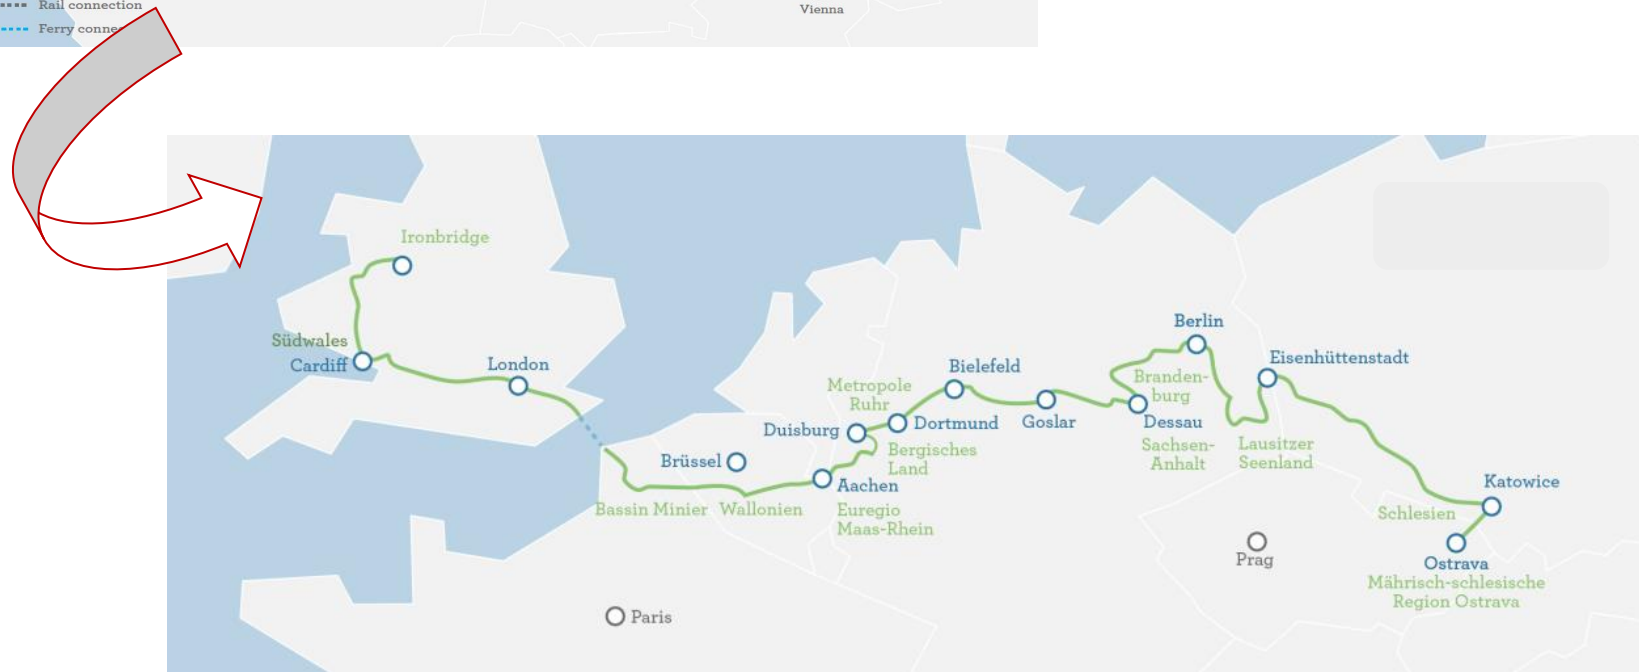 Rail connection
Ferry conne
Vienna
Ironbridge
Südwales
Cardiff
London
Berlin
Eisenhüttenstadt
Bielefeld
Metropole
Ruhr
Branden-
burg
Duisburg
Dortmund
Goslar
Dessau
Brüssel
Bergisches
Land
Sachsen-
Anhalt
Lausitzer
Seenland
Aachen
Katowice
Bassin Minier
Wallonien
Euregio
Maas-Rhein
Schlesien
Prag
Ostrava
Mährisch-schlesische
Region Ostrava
Paris